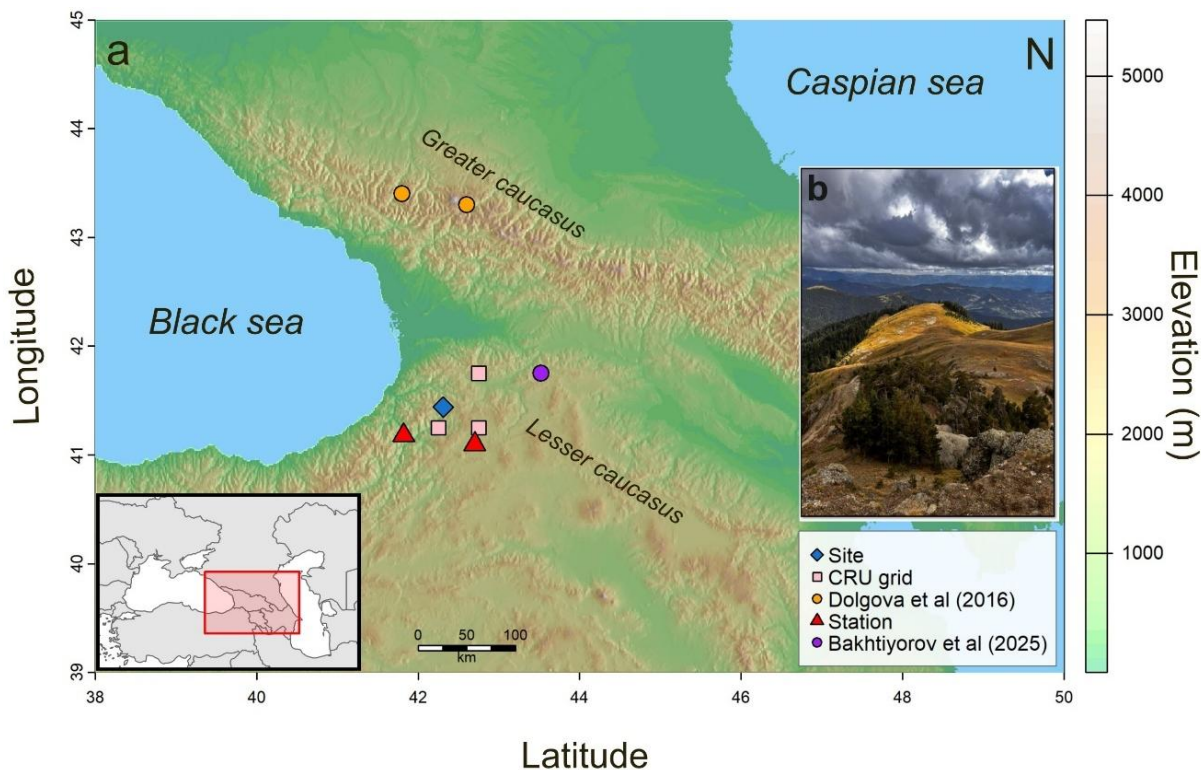 a
N
Caspian sea
Greater caucasus
b
Black sea
Lesser caucasus
Site
CRU grid
Dolgova et al (2016)
Station
Bakhtiyorov et al (2025)
0 50 100
km
45
44
43
42
41
40
39
Longitude
38 40 42 44 46 48 50
Latitude
5000
4000
3000
2000
1000
Elevation (m)